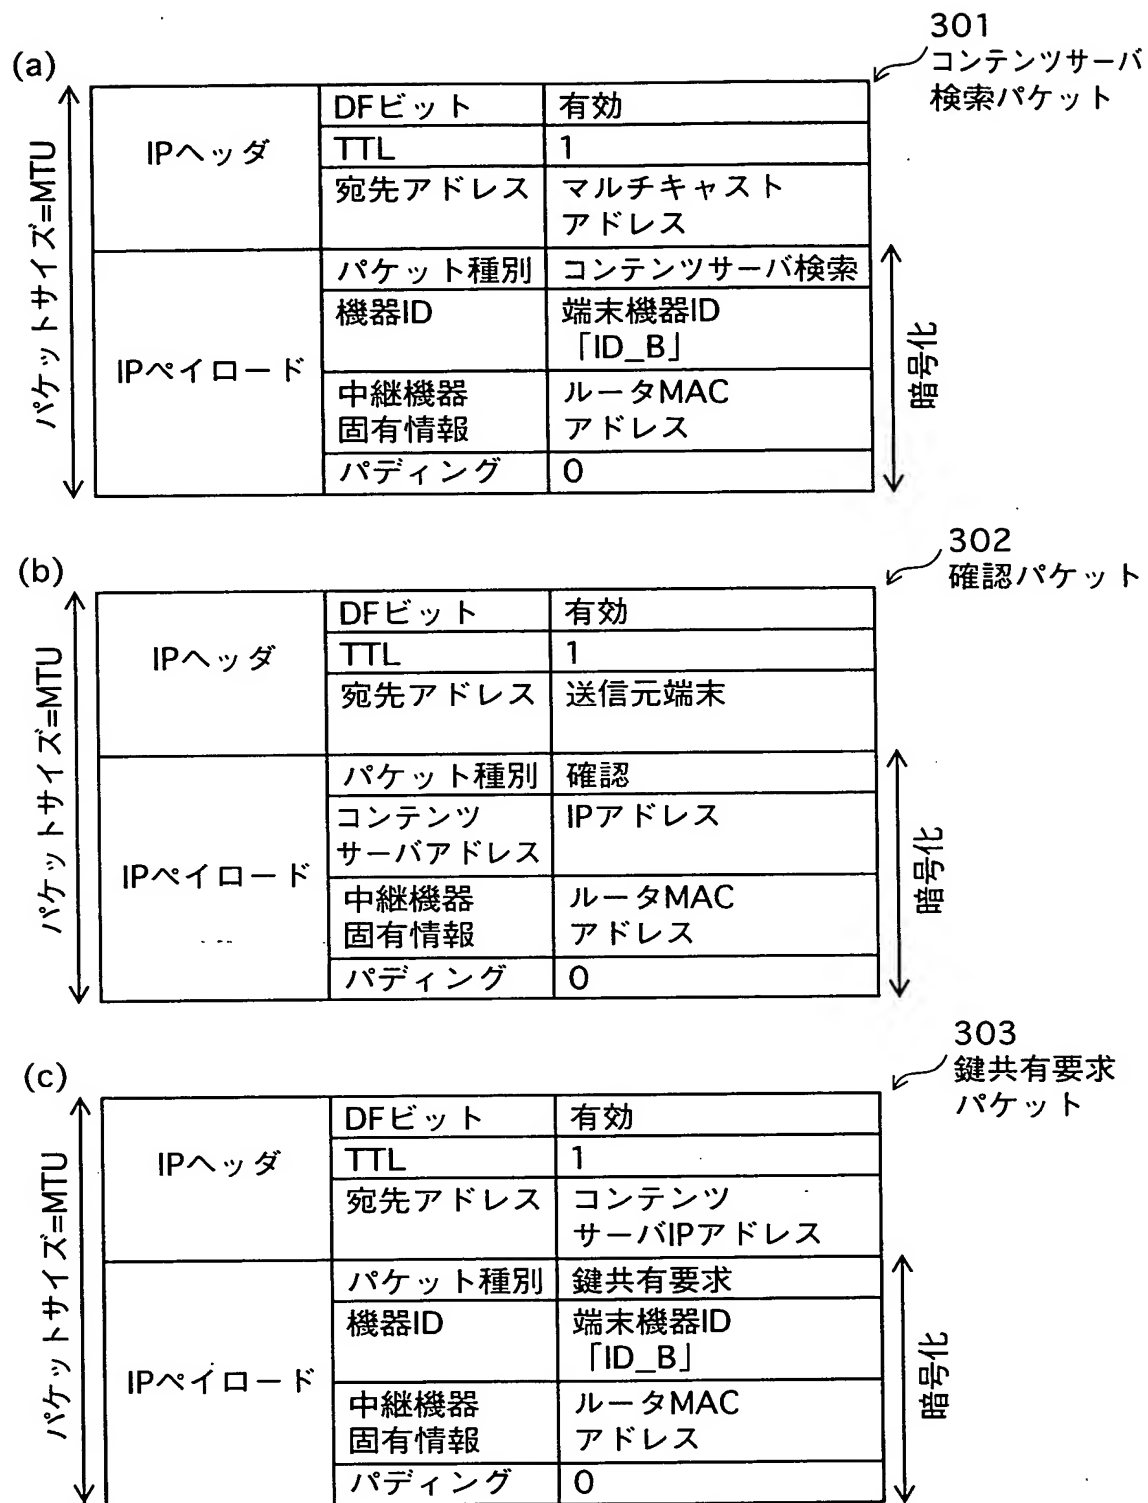 (a)
301
コンテンツサーバ
検索パケット
パケットサイズ=MTU
IPヘッダ
DFビット
有効
TTL
1
宛先アドレス
マルチキャスト
アドレス
IPペイロード
パケット種別
コンテンツサーバ検索
機器ID
端末機器ID
「ID_B」
中継機器
固有情報
ルータMAC
アドレス
パディング
0
暗号化
(b)
302
確認パケット
パケットサイズ=MTU
IPヘッダ
DFビット
有効
TTL
1
宛先アドレス
送信元端末
IPペイロード
パケット種別
確認
コンテンツ
サーバアドレス
IPアドレス
中継機器
固有情報
ルータMAC
アドレス
パディング
0
暗号化
(c)
303
鍵共有要求
パケット
パケットサイズ=MTU
IPヘッダ
DFビット
有効
TTL
1
宛先アドレス
コンテンツ
サーバIPアドレス
IPペイロード
パケット種別
鍵共有要求
機器ID
端末機器ID
「ID_B」
中継機器
固有情報
ルータMAC
アドレス
パディング
0
暗号化